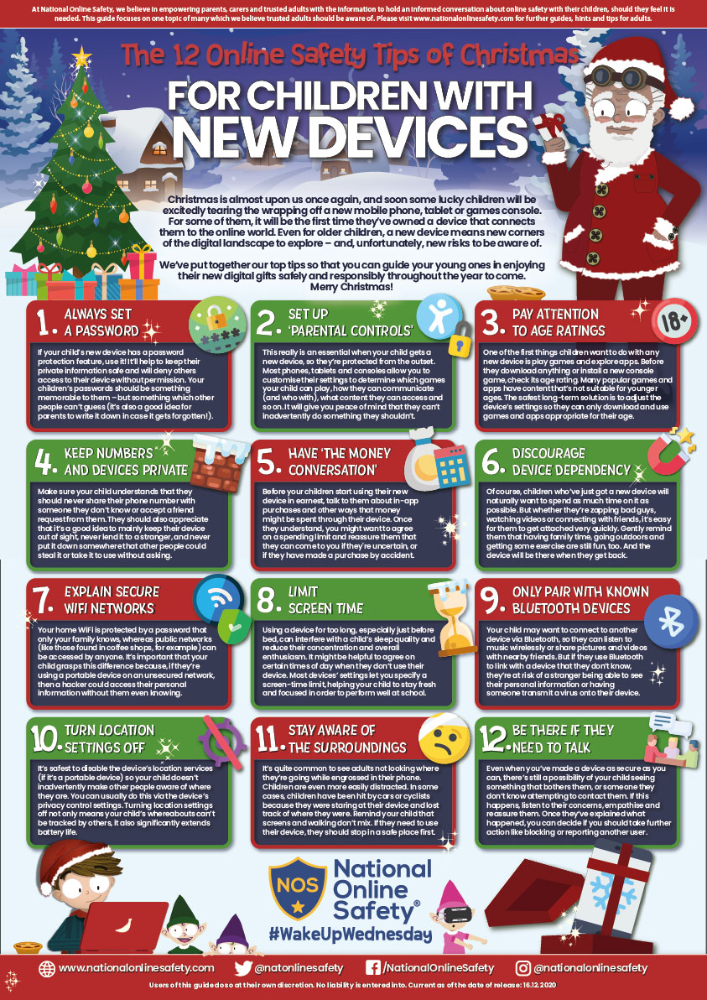 At National Online Safety, we believe in empowering parents, carers and trusted adults with the information to hold an informed conversation about online safety with their children, should they feel it is
needed. This guide focuses on one topic of many which we believe trusted adults should be aware of. Please visit www.nationalonlinesafety.com for further guides, hints and tips for adults.
The 12 Online Safety Tips of Christmas
FOR CHILDREN WITH
NEW DEVICES
Christmas is almost upon us once again, and soon some lucky children will be
excitedly tearing the wrapping off a new mobile phone, tablet or games console.
For some of them, it will be the first time they've owned a device that connects
them to the online world. Even for older children, a new device means new corners
of the digital landscape to explore – and, unfortunately, new risks to be aware of.
We've put together our top tips so that you can guide your young ones in enjoying
their new digital gifts safely and responsibly throughout the year to come.
Merry Christmas!
1. ALWAYS SET
A PASSWORD
If your child's new device has a password
protection feature, use it! It'll help to keep their
private information safe and will deny others
access to their device without permission. Your
children's passwords should be something
memorable to them – but something which other
people can't guess (it's also a good idea for
parents to write it down in case it gets forgotten!).
2. SET UP
'PARENTAL CONTROLS'
This really is an essential when your child gets a
new device, so they're protected from the outset.
Most phones, tablets and consoles allow you to
customise their settings to determine which games
your child can play, how they can communicate
(and who with), what content they can access and
so on. It will give you peace of mind that they can't
inadvertently do something they shouldn't.
3. PAY ATTENTION
TO AGE RATINGS
18+
One of the first things children want to do with any
new device is play games and explore apps. Before
they download anything or install a new console
game, check its age rating. Many popular games and
apps have content that's not suitable for younger
ages. The safest long-term solution is to adjust the
device's settings so they can only download and use
games and apps appropriate for their age.
4. KEEP NUMBERS
AND DEVICES PRIVATE
Make sure your child understands that they
should never share their phone number with
someone they don't know or accept a friend
request from them. They should also appreciate
that it's a good idea to mainly keep their device
out of sight, never lend it to a stranger, and never
put it down somewhere that other people could
steal it or take it to use without asking.
5. HAVE 'THE MONEY
CONVERSATION'
Before your children start using their new
device in earnest, talk to them about in-app
purchases and other ways that money
might be spent through their device. Once
they understand, you might want to agree
on a spending limit and reassure them that
they can come to you if they're uncertain, or
if they have made a purchase by accident.
6. DISCOURAGE
DEVICE DEPENDENCY
Of course, children who've just got a new device will
naturally want to spend as much time on it as
possible. But whether they're zapping bad guys,
watching videos or connecting with friends, it's easy
for them to get attached very quickly. Gently remind
them that having family time, going outdoors and
getting some exercise are still fun, too. And the
device will be there when they get back.
7. EXPLAIN SECURE
WIFI NETWORKS
Your home WiFi is protected by a password that
only your family knows, whereas public networks
(like those found in coffee shops, for example) can
be accessed by anyone. It's important that your
child grasps this difference because, if they're
using a portable device on an unsecured network,
then a hacker could access their personal
information without them even knowing.
8. LIMIT
SCREEN TIME
Using a device for too long, especially just before
bed, can interfere with a child's sleep quality and
reduce their concentration and overall
enthusiasm. It might be helpful to agree on
certain times of day when they don't use their
device. Most devices' settings let you specify a
screen-time limit, helping your child to stay fresh
and focused in order to perform well at school.
9. ONLY PAIR WITH KNOWN
BLUETOOTH DEVICES
Your child may want to connect to another
device via Bluetooth, so they can listen to
music wirelessly or share pictures and videos
with nearby friends. But if they use Bluetooth
to link with a device that they don't know,
they're at risk of a stranger being able to see
their personal information or having
someone transmit a virus onto their device.
10. TURN LOCATION
SETTINGS OFF
It's safest to disable the device's location services
(if it's a portable device) so your child doesn't
inadvertently make other people aware of where
they are. You can usually do this via the device's
privacy control settings. Turning location settings
off not only means your child's whereabouts can't
be tracked by others, it also significantly extends
battery life.
11. STAY AWARE OF
THE SURROUNDINGS
It's quite common to see adults not looking where
they're going while engrossed in their phone.
Children are even more easily distracted. In some
cases, children have been hit by cars or cyclists
because they were staring at their device and lost
track of where they were. Remind your child that
screens and walking don't mix. If they need to use
their device, they should stop in a safe place first.
12. BE THERE IF THEY
NEED TO TALK
Even when you've made a device as secure as you
can, there's still a possibility of your child seeing
something that bothers them, or someone they
don't know attempting to contact them. If this
happens, listen to their concerns, empathise and
reassure them. Once they've explained what
happened, you can decide if you should take further
action like blocking or reporting another user.
NOS
National
Online
Safety®
#WakeUpWednesday
www.nationalonlinesafety.com
@natonlinesafety
/NationalOnlineSafety
@nationalonlinesafety
Users of this guide do so at their own discretion. No liability is entered into. Current as of the date of release: 16.12.2020